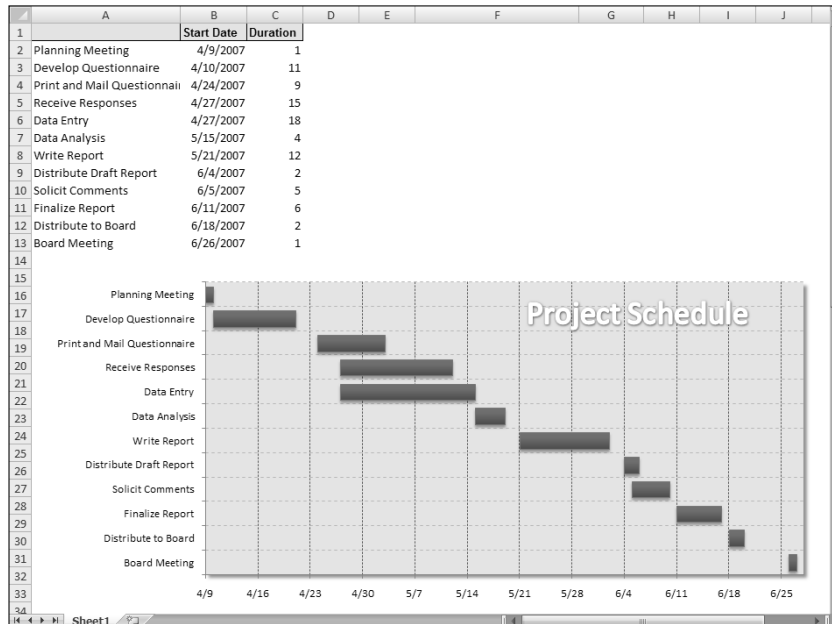 A B C D E F G H I J
1 Start Date Duration
2 Planning Meeting 4/9/2007 1
3 Develop Questionnaire 4/10/2007 11
4 Print and Mail Questionnai 4/24/2007 9
5 Receive Responses 4/27/2007 15
6 Data Entry 4/27/2007 18
7 Data Analysis 5/15/2007 4
8 Write Report 5/21/2007 12
9 Distribute Draft Report 6/4/2007 2
10 Solicit Comments 6/5/2007 5
11 Finalize Report 6/11/2007 6
12 Distribute to Board 6/18/2007 2
13 Board Meeting 6/26/2007 1
14
15
16 Planning Meeting
17 Project Schedule
Develop Questionnaire
18
19 Print and Mail Questionnaire
20 Receive Responses
21
22 Data Entry
23 Data Analysis
24 Write Report
25
26 Distribute Draft Report
27 Solicit Comments
28 Finalize Report
29
30 Distribute to Board
31 Board Meeting
32
33 4/9 4/16 4/23 4/30 5/7 5/14 5/21 5/28 6/4 6/11 6/18 6/25
34
Sheet1